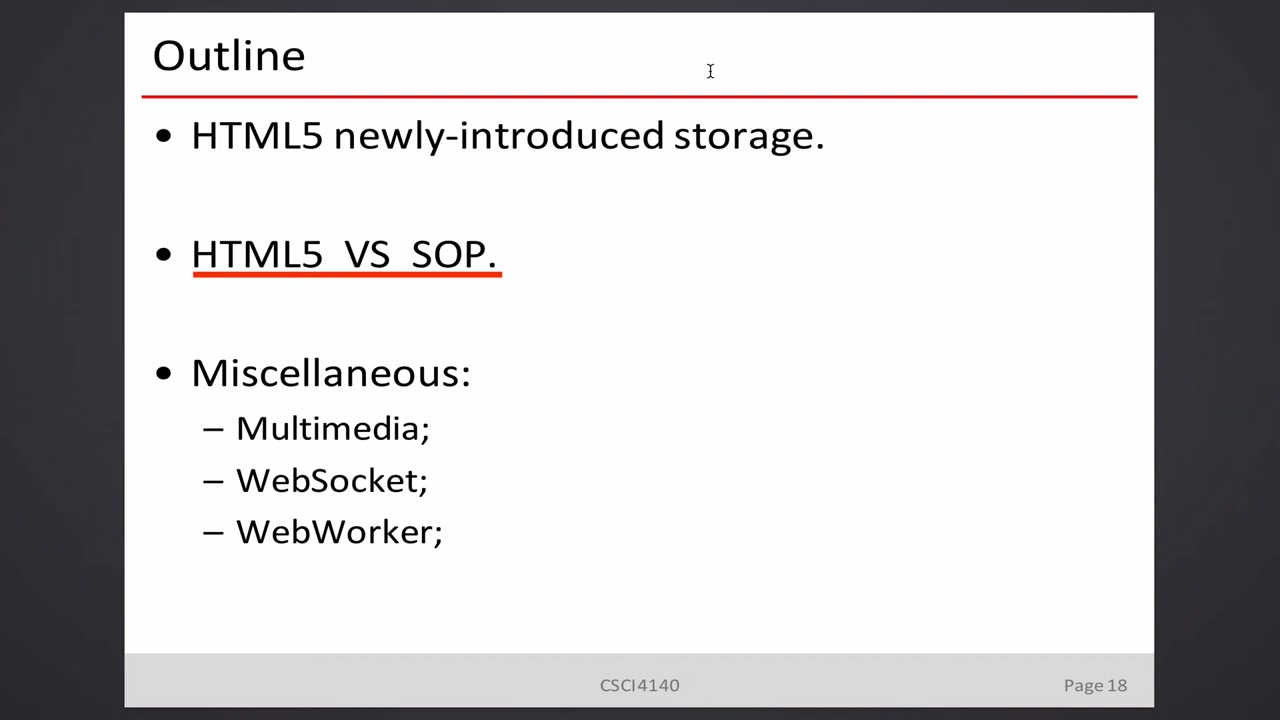 Outline
• HTML5 newly-introduced storage.
• HTML5 VS SOP.
• Miscellaneous:
– Multimedia;
– WebSocket;
– WebWorker;
CSCI4140
Page 18